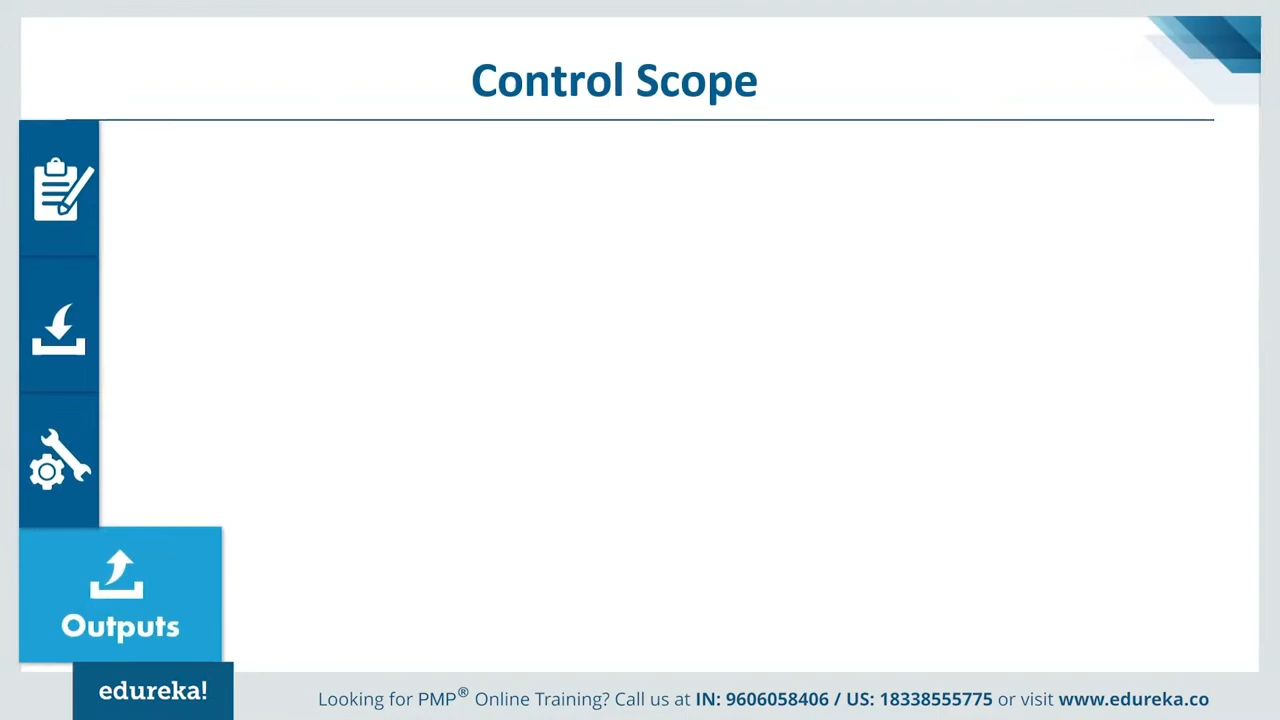 Control Scope
Outputs
edureka!
Looking for PMP® Online Training? Call us at IN: 9606058406 / US: 18338555775 or visit www.edureka.co